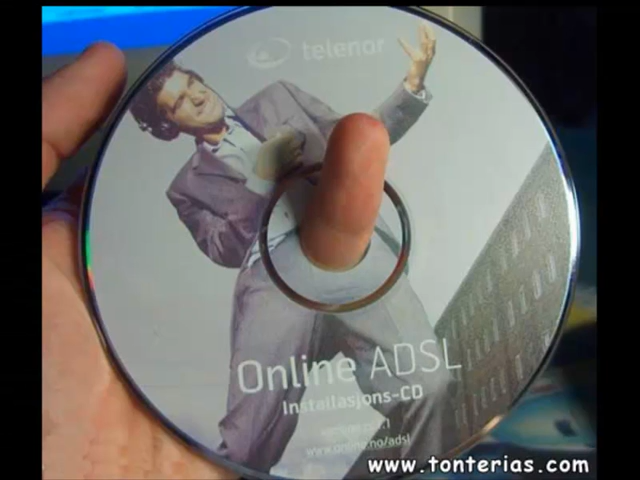 telenor
Online ADSL
Installasjons-CD
www.online.no/adsl
www.tonterias.com